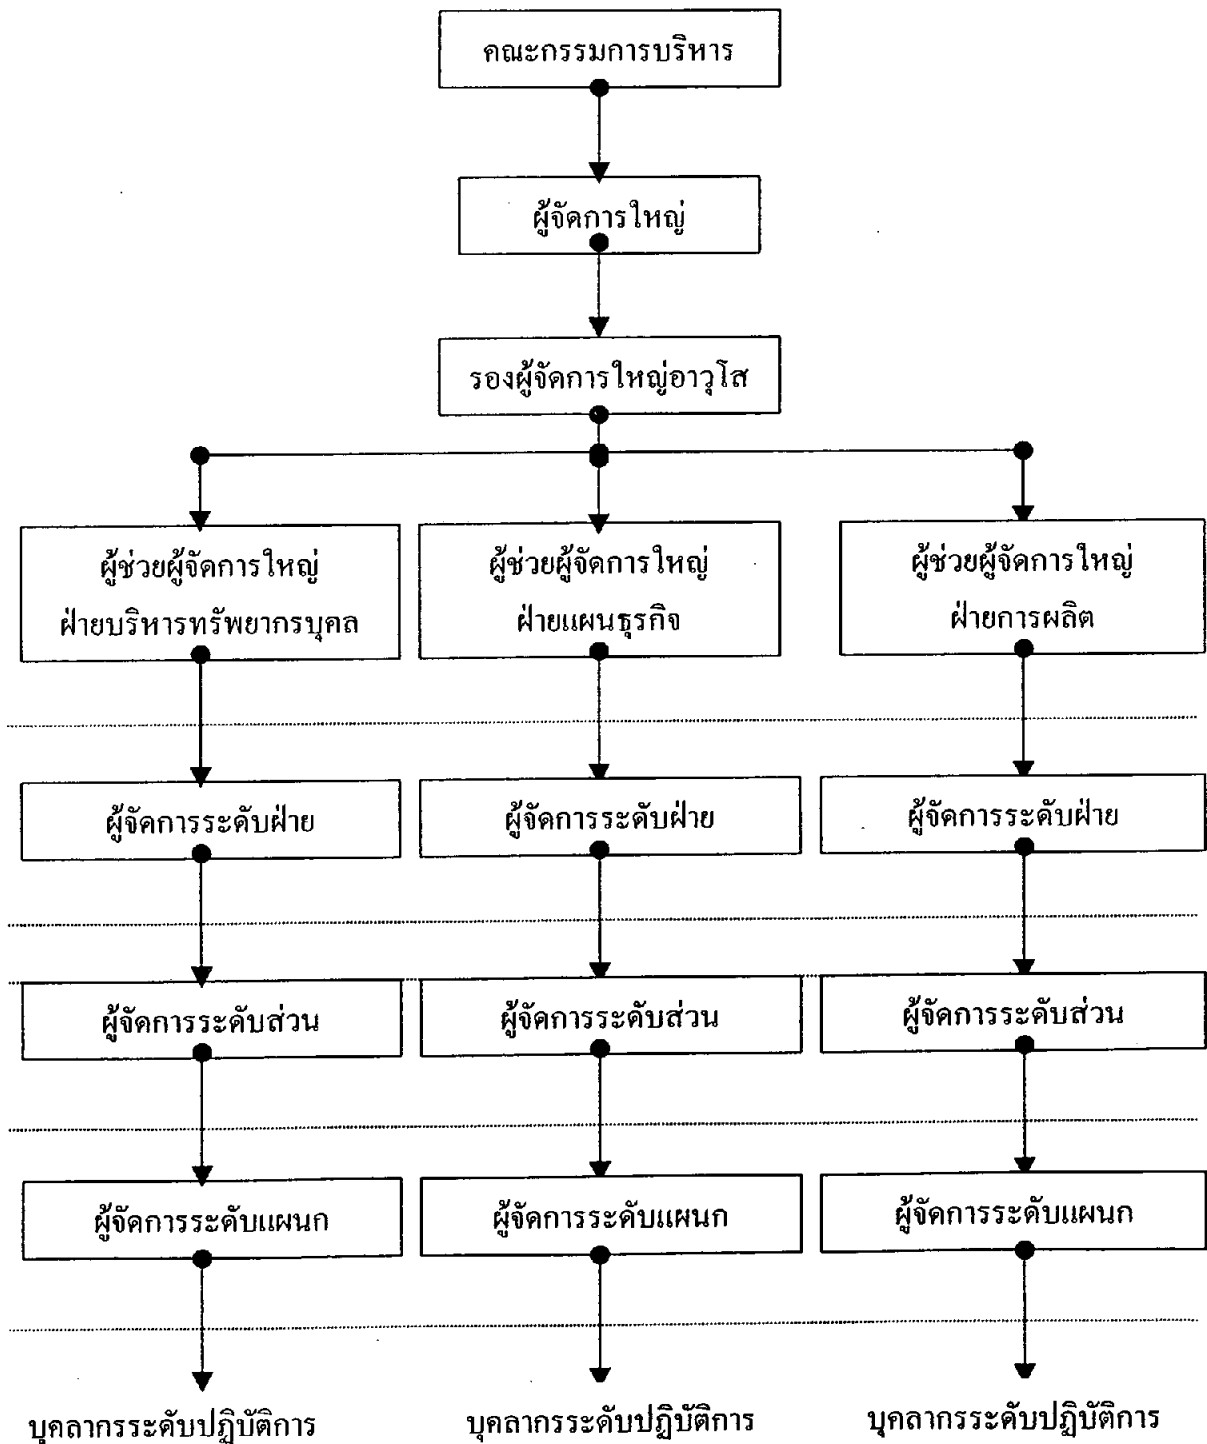 คณะกรรมการบริหาร
ผู้จัดการใหญ่
รองผู้จัดการใหญ่อาวุโส
ผู้ช่วยผู้จัดการใหญ่
ฝ่ายบริหารทรัพยากรบุคล
ผู้ช่วยผู้จัดการใหญ่
ฝ่ายแผนธุรกิจ
ผู้ช่วยผู้จัดการใหญ่
ฝ่ายการผลิต
ผู้จัดการระดับฝ่าย
ผู้จัดการระดับฝ่าย
ผู้จัดการระดับฝ่าย
ผู้จัดการระดับส่วน
ผู้จัดการระดับส่วน
ผู้จัดการระดับส่วน
ผู้จัดการระดับแผนก
ผู้จัดการระดับแผนก
ผู้จัดการระดับแผนก
บุคลากรระดับปฏิบัติการ
บุคลากรระดับปฏิบัติการ
บุคลากรระดับปฏิบัติการ